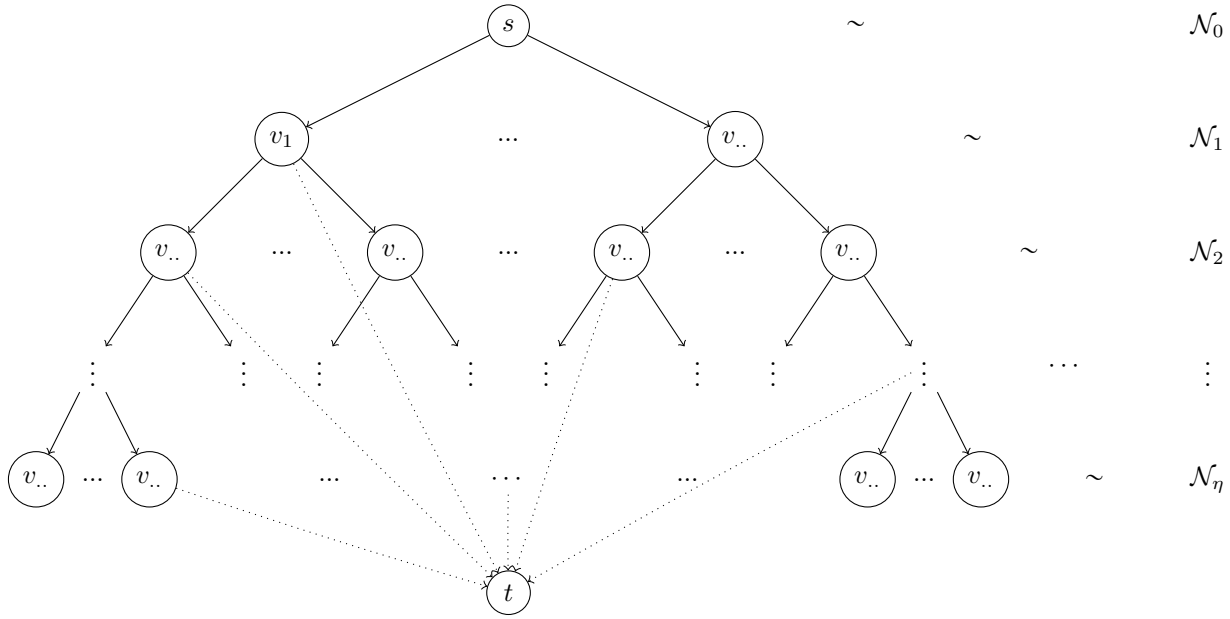 s ∼ 𝒩₀
v₁ ... v.. ∼ 𝒩₁
v.. ... v.. ... v.. ... v.. ∼ 𝒩₂
⋮ ⋮ ⋮ ⋮ ⋮ ⋮ ⋮ ⋮ ⋯ ⋮
v.. ... v.. ... ⋯ ... v.. ... v.. ∼ 𝒩_η
t